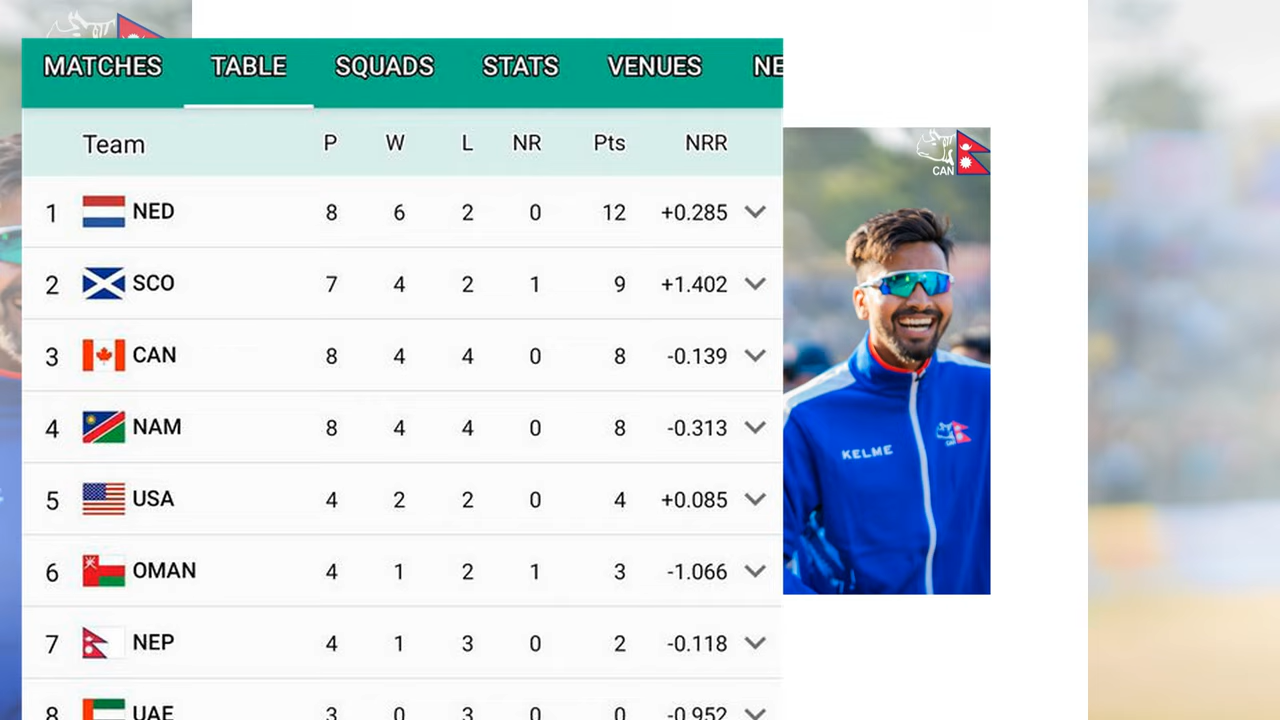 MATCHES TABLE SQUADS STATS VENUES NE
Team P W L NR Pts NRR
1 NED 8 6 2 0 12 +0.285
2 SCO 7 4 2 1 9 +1.402
3 CAN 8 4 4 0 8 -0.139
4 NAM 8 4 4 0 8 -0.313
5 USA 4 2 2 0 4 +0.085
6 OMAN 4 1 2 1 3 -1.066
7 NEP 4 1 3 0 2 -0.118
8 UAE 3 0 3 0 0 -0.952
CAN
KELME
CAN